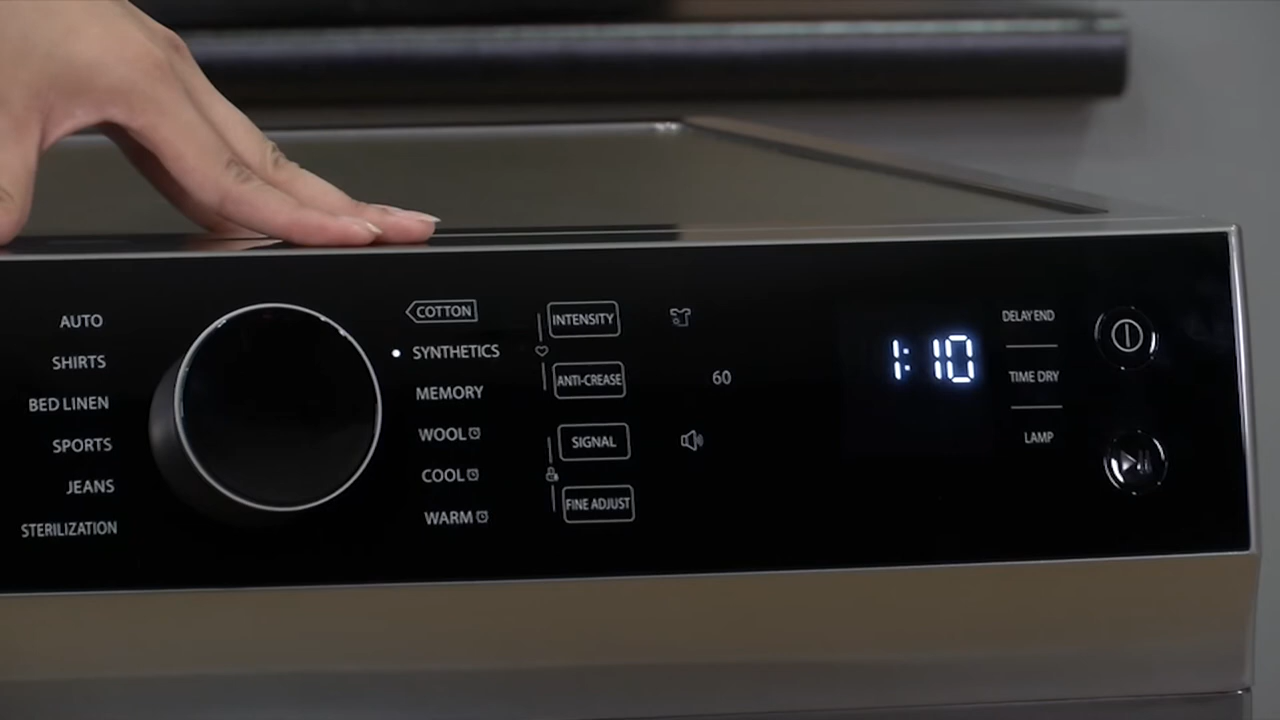 AUTO
SHIRTS
BED LINEN
SPORTS
JEANS
STERILIZATION
COTTON
SYNTHETICS
MEMORY
WOOL
COOL
WARM
INTENSITY
ANTI-CREASE
SIGNAL
FINE ADJUST
60
1:10
DELAY END
TIME DRY
LAMP